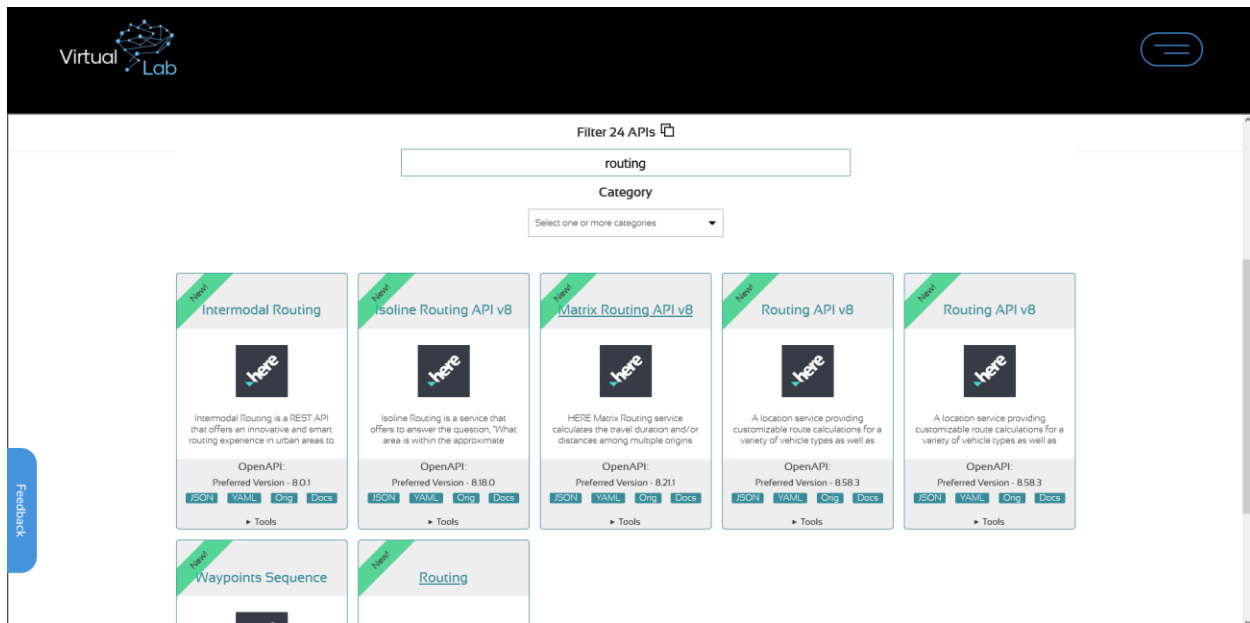 Virtual
Lab
Filter 24 APIs
routing
Category
Select one or more categories
New!
Intermodal Routing
here
Intermodal Routing is a REST API
that offers an innovative and smart
routing experience in urban areas to
OpenAPI:
Preferred Version - 8.0.1
JSON YAML Orig Docs
► Tools
New!
Isoline Routing API v8
here
Isoline Routing is a service that
offers to answer the question, "What
area is within the approximate
OpenAPI:
Preferred Version - 8.18.0
JSON YAML Orig Docs
► Tools
New!
Matrix Routing API v8
here
HERE Matrix Routing service
calculates the travel duration and/or
distances among multiple origins
OpenAPI:
Preferred Version - 8.21.1
JSON YAML Orig Docs
► Tools
New!
Routing API v8
here
A location service providing
customizable route calculations for a
variety of vehicle types as well as
OpenAPI:
Preferred Version - 8.58.3
JSON YAML Orig Docs
► Tools
New!
Routing API v8
here
A location service providing
customizable route calculations for a
variety of vehicle types as well as
OpenAPI:
Preferred Version - 8.58.3
JSON YAML Orig Docs
► Tools
New!
Waypoints Sequence
New!
Routing
Feedback